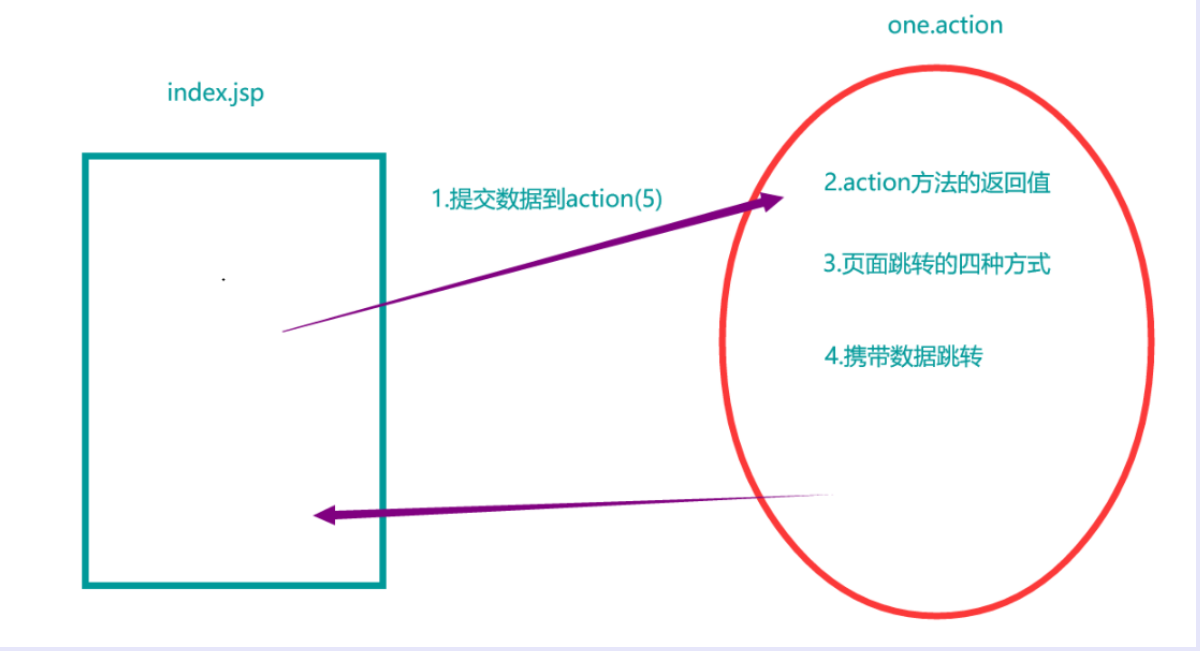 one.action
index.jsp
1.提交数据到action(5)
2.action方法的返回值
3.页面跳转的四种方式
4.携带数据跳转